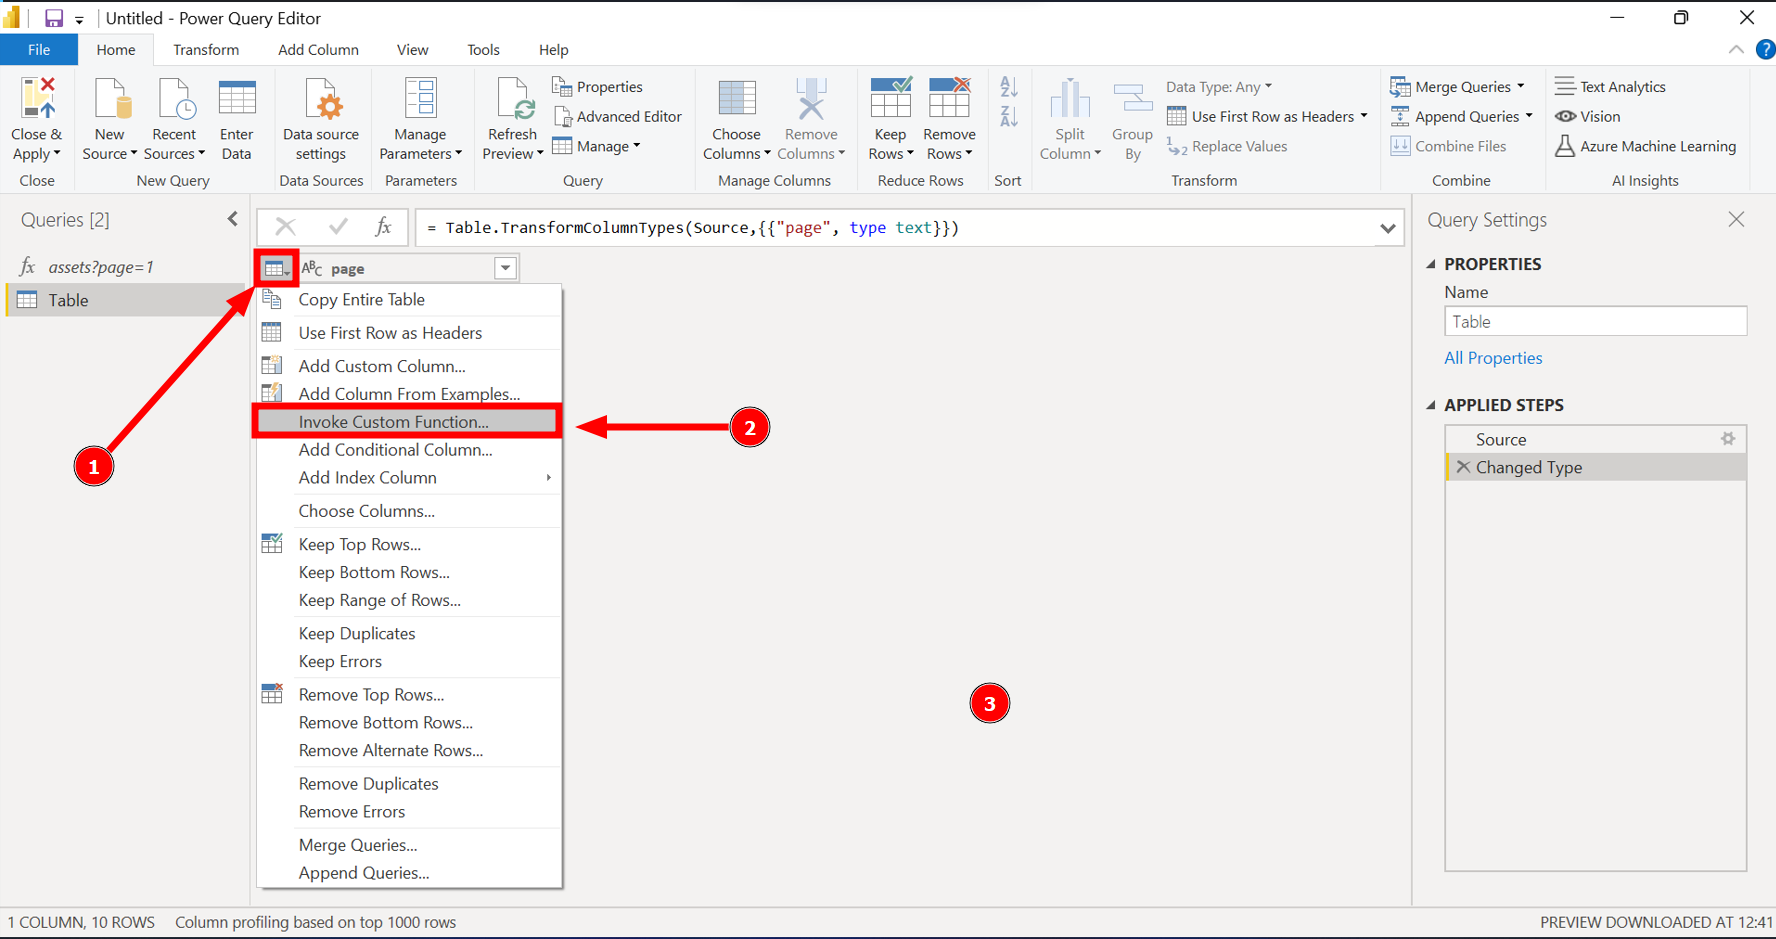 Untitled - Power Query Editor
File Home Transform Add Column View Tools Help
Close & Apply
Close
New Source
Recent Sources
Enter Data
New Query
Data source settings
Data Sources
Manage Parameters
Parameters
Refresh Preview
Properties
Advanced Editor
Manage
Query
Choose Columns
Remove Columns
Manage Columns
Keep Rows
Remove Rows
Reduce Rows
A Z
Z A
Sort
Split Column
Group By
Data Type: Any
Use First Row as Headers
1 2 Replace Values
Transform
Merge Queries
Append Queries
Combine Files
Combine
Text Analytics
Vision
Azure Machine Learning
AI Insights
?
Queries [2]
fx assets?page=1
Table
fx
= Table.TransformColumnTypes(Source,{{"page", type text}})
ABC page
Copy Entire Table
Use First Row as Headers
Add Custom Column...
Add Column From Examples...
Invoke Custom Function...
Add Conditional Column...
Add Index Column
Choose Columns...
Keep Top Rows...
Keep Bottom Rows...
Keep Range of Rows...
Keep Duplicates
Keep Errors
Remove Top Rows...
Remove Bottom Rows...
Remove Alternate Rows...
Remove Duplicates
Remove Errors
Merge Queries...
Append Queries...
1
2
3
Query Settings
PROPERTIES
Name
Table
All Properties
APPLIED STEPS
Source
Changed Type
1 COLUMN, 10 ROWS Column profiling based on top 1000 rows
PREVIEW DOWNLOADED AT 12:41